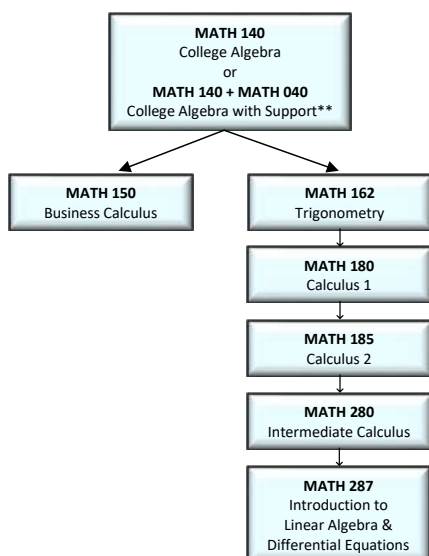 MATH 140
College Algebra
or
MATH 140 + MATH 040
College Algebra with Support**
MATH 150
Business Calculus
MATH 162
Trigonometry
MATH 180
Calculus 1
MATH 185
Calculus 2
MATH 280
Intermediate Calculus
MATH 287
Introduction to
Linear Algebra &
Differential Equations